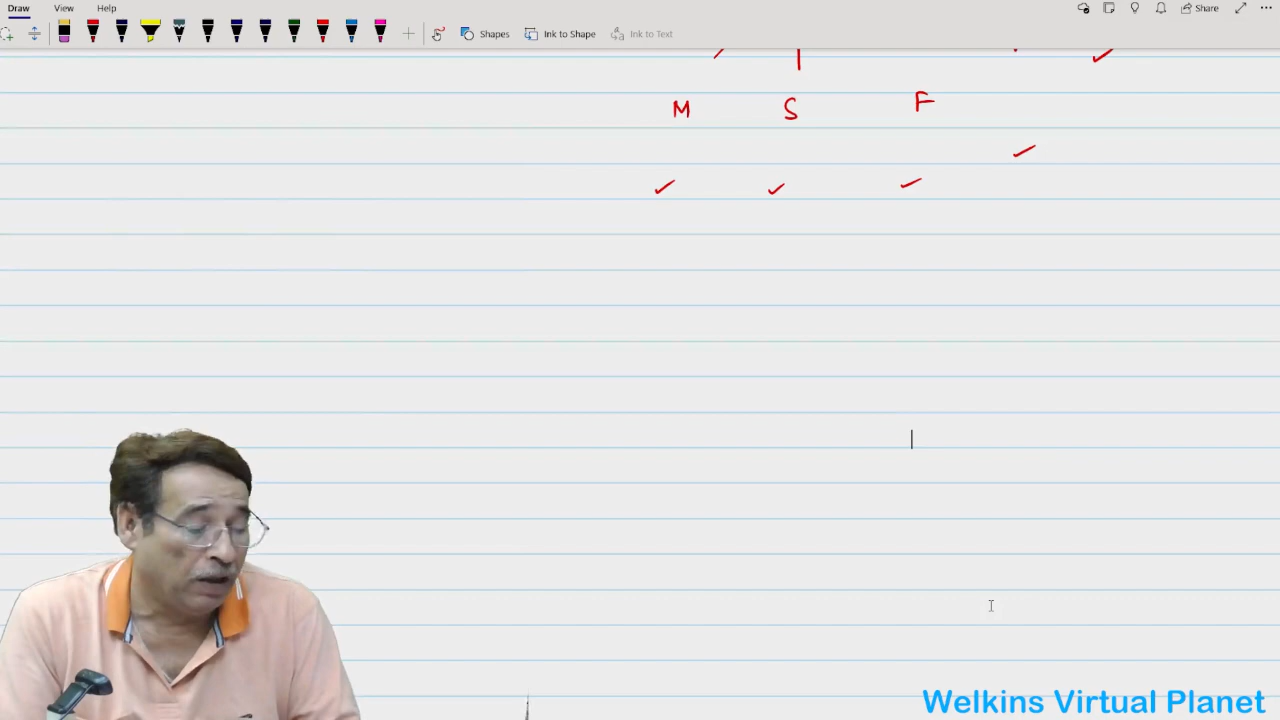 Draw View Help Share
Shapes Ink to Shape Ink to Text
M S F
Welkins Virtual Planet